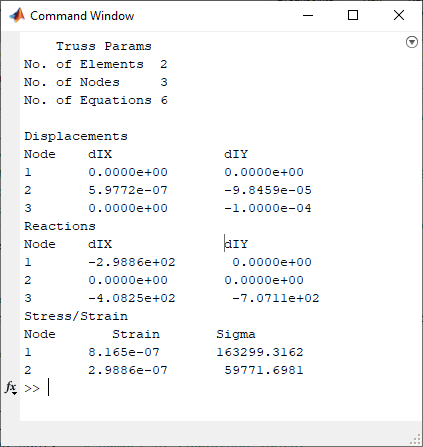 Command Window
Truss Params
No. of Elements 2
No. of Nodes 3
No. of Equations 6
Displacements
Node dIX dIY
1 0.0000e+00 0.0000e+00
2 5.9772e-07 -9.8459e-05
3 0.0000e+00 -1.0000e-04
Reactions
Node dIX dIY
1 -2.9886e+02 0.0000e+00
2 0.0000e+00 0.0000e+00
3 -4.0825e+02 -7.0711e+02
Stress/Strain
Node Strain Sigma
1 8.165e-07 163299.3162
2 2.9886e-07 59771.6981
fx >>